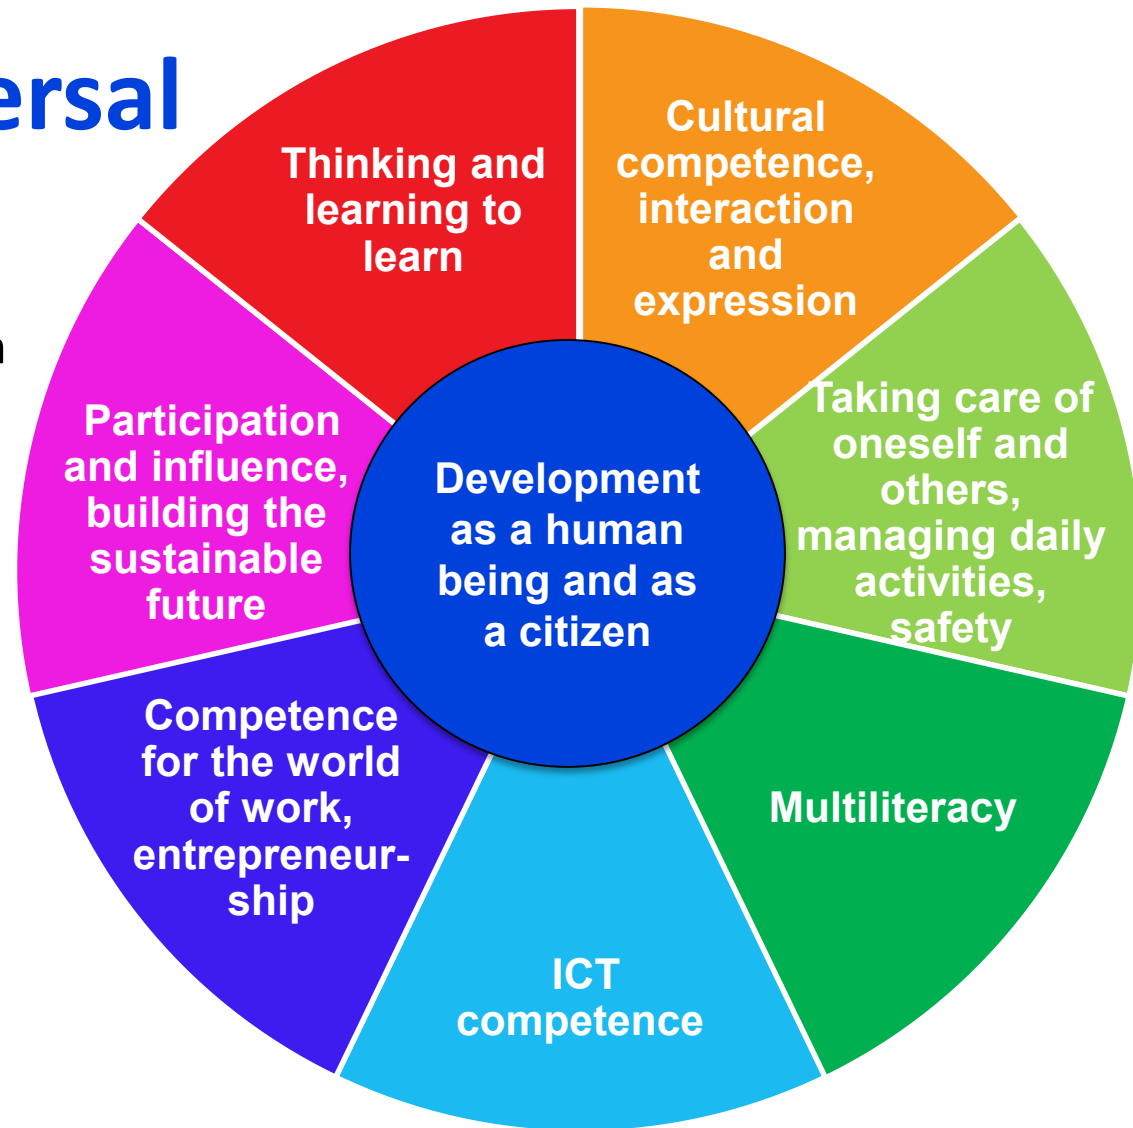 ersal
Thinking and
learning to
learn
Cultural
competence,
interaction
and
expression
Taking care of
oneself and
others,
managing daily
activities,
safety
Multiliteracy
ICT
competence
Competence
for the world
of work,
entrepreneur-
ship
Participation
and influence,
building the
sustainable
future
Development
as a human
being and as
a citizen